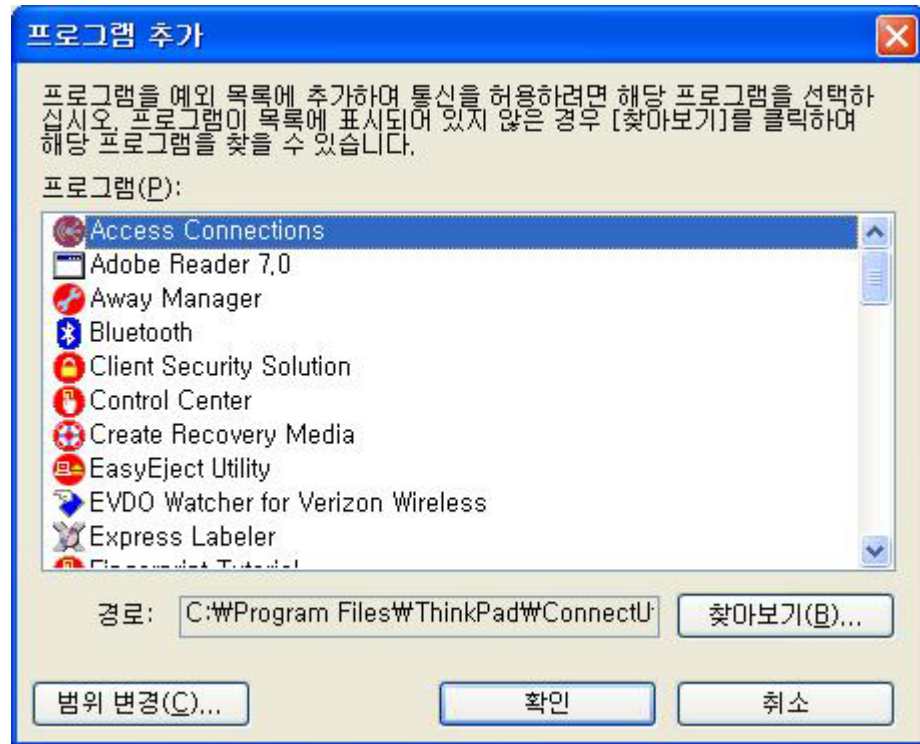 프로그램 추가
프로그램을 예외 목록에 추가하여 통신을 허용하려면 해당 프로그램을 선택하
십시오. 프로그램이 목록에 표시되어 있지 않은 경우 [찾아보기]를 클릭하여
해당 프로그램을 찾을 수 있습니다.
프로그램(P):
Access Connections
Adobe Reader 7.0
Away Manager
Bluetooth
Client Security Solution
Control Center
Create Recovery Media
EasyEject Utility
EVDO Watcher for Verizon Wireless
Express Labeler
Fingerprint Tutorial
경로: C:₩Program Files₩ThinkPad₩ConnectU 찾아보기(B)...
범위 변경(C)... 확인 취소